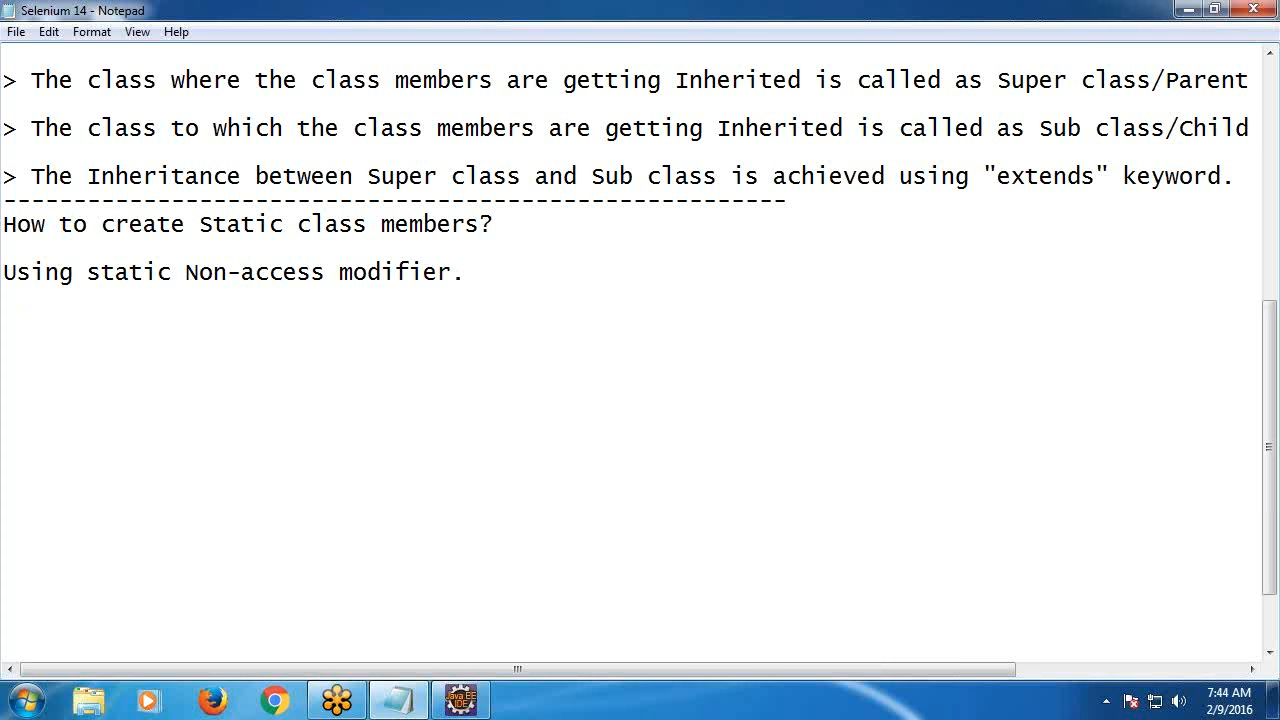 Selenium 14 - Notepad
File Edit Format View Help
> The class where the class members are getting Inherited is called as Super class/Parent
> The class to which the class members are getting Inherited is called as Sub class/Child
> The Inheritance between Super class and Sub class is achieved using "extends" keyword.
--------------------------------------------------------
How to create Static class members?
Using static Non-access modifier.
Java EE
IDE
7:44 AM
2/9/2016